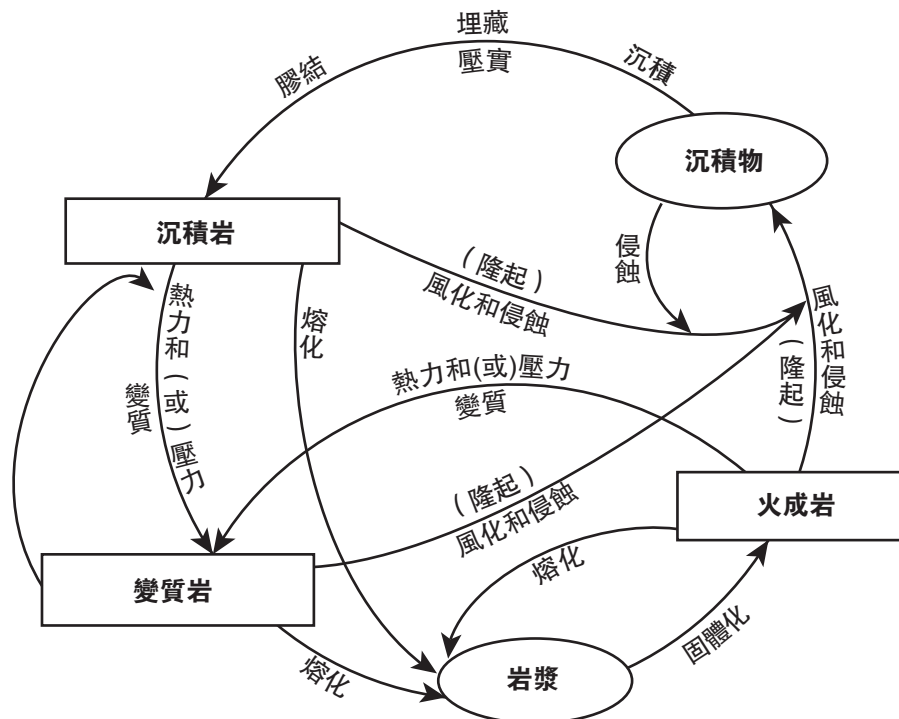 埋藏
壓實
膠結
沉積
沉積物
沉積岩
侵蝕
(隆起)
風化和侵蝕
風化和侵蝕
(隆起)
熱力和(或)壓力
變質
熔化
熱力和(或)壓力
變質
(隆起)
風化和侵蝕
火成岩
變質岩
熔化
熔化
岩漿
固體化